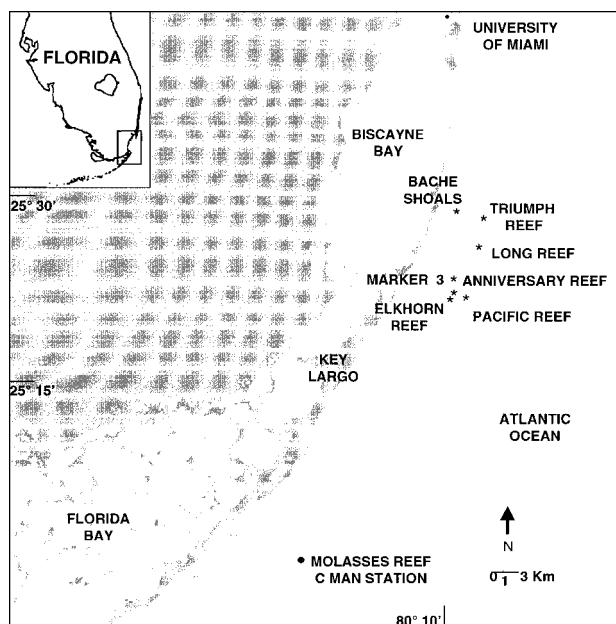 UNIVERSITY
OF MIAMI
FLORIDA
BISCAYNE
BAY
BACHE
SHOALS
25° 30'
TRIUMPH
REEF
LONG REEF
MARKER 3
ANNIVERSARY REEF
ELKHORN
REEF
PACIFIC REEF
KEY
LARGO
25° 15'
ATLANTIC
OCEAN
FLORIDA
BAY
N
MOLASSES REEF
C MAN STATION
0 1 3 Km
80° 10'